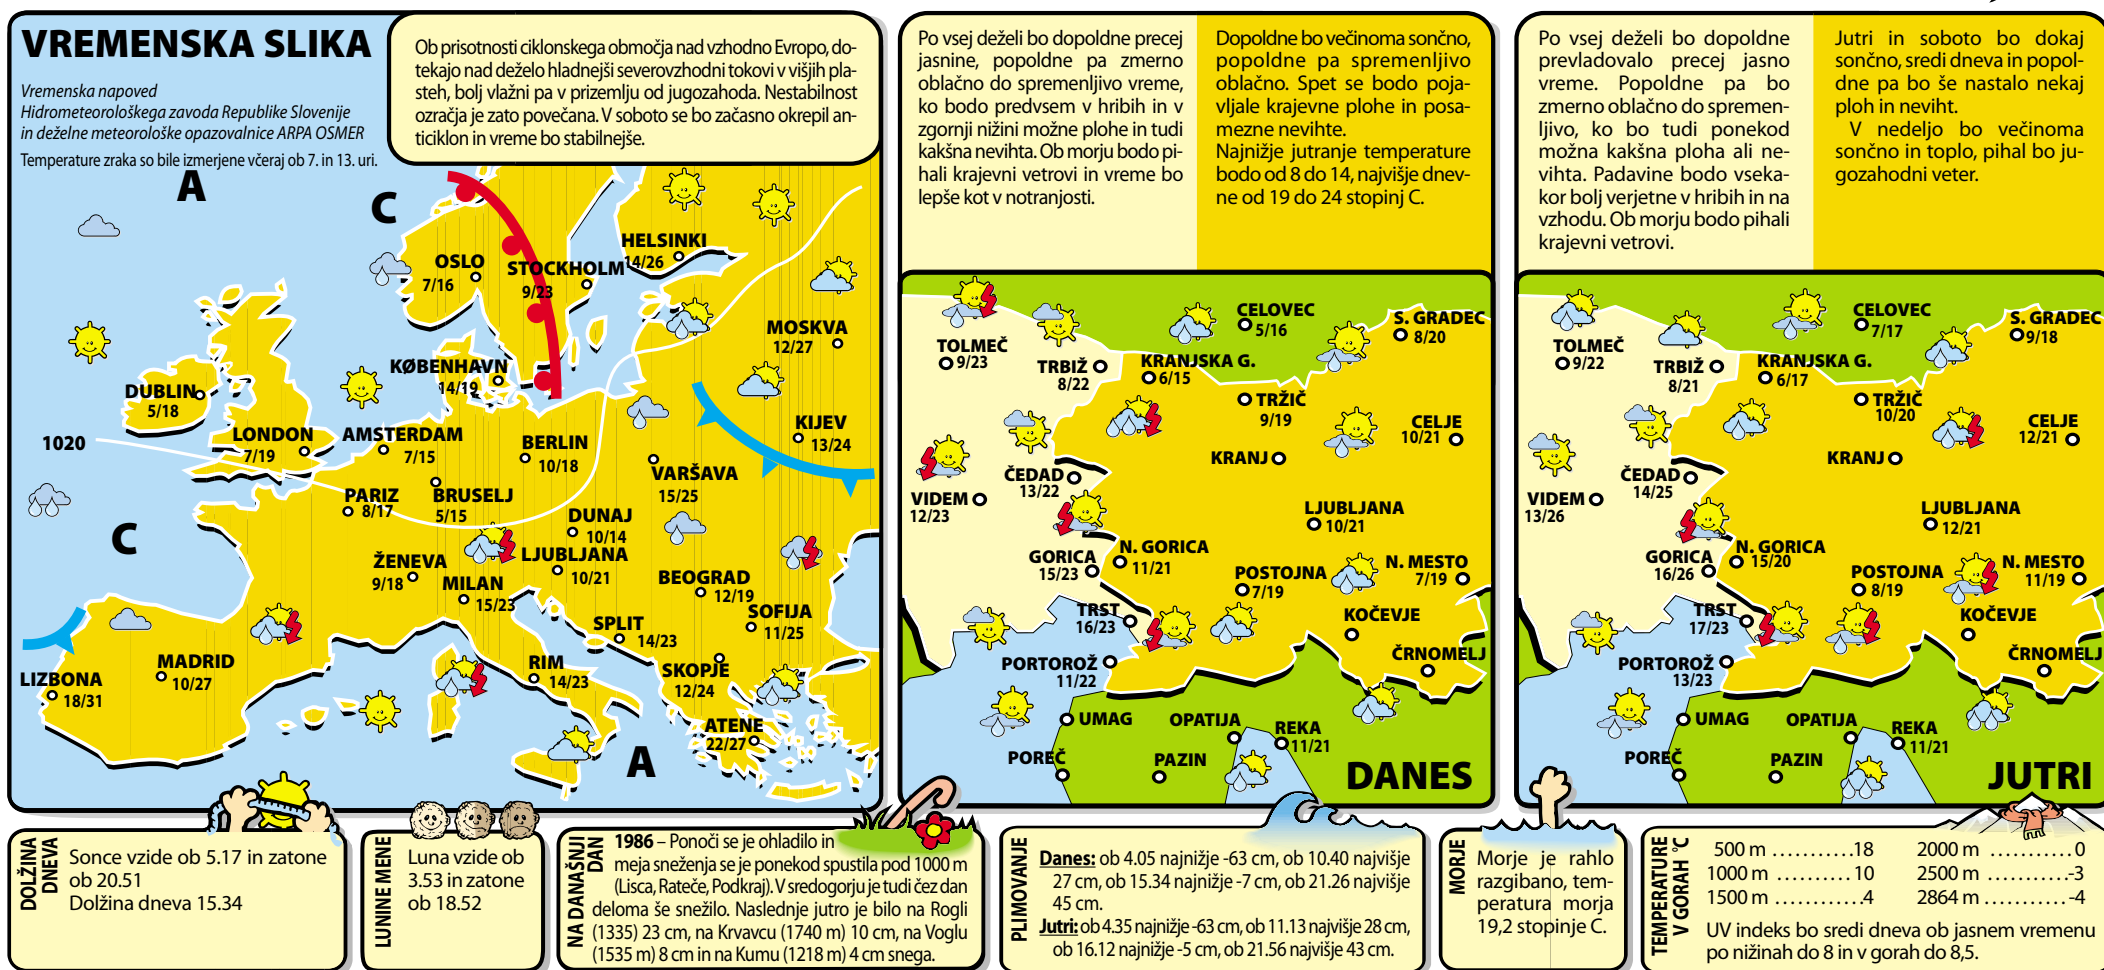 VREMENSKA SLIKA
Vremenska napoved
Hidrometeorološkega zavoda Republike Slovenije
in deželne meteorološke opazovalnice ARPA OSMER
Temperature zraka so bile izmerjene včeraj ob 7. in 13. uri.
Ob prisotnosti ciklonskega območja nad vzhodno Evropo, do-
tekajo nad deželo hladnejši severovzhodni tokovi v višjih pla-
steh, bolj vlažni pa v prizemlju od jugozahoda. Nestabilnost
ozračja je zato povečana. V soboto se bo začasno okrepil an-
ticiklon in vreme bo stabilnejše.
A
C
HELSINKI
14/26
OSLO
7/16
STOCKHOLM
9/23
MOSKVA
12/27
KØBENHAVN
14/19
DUBLIN
5/18
1020
LONDON
7/19
AMSTERDAM
7/15
BERLIN
10/18
KIJEV
13/24
VARŠAVA
15/25
PARIZ
8/17
BRUSELJ
5/15
C
DUNAJ
10/14
ŽENEVA
9/18
LJUBLJANA
10/21
MILAN
15/23
BEOGRAD
12/19
SOFIJA
11/25
SPLIT
14/23
LIZBONA
18/31
MADRID
10/27
RIM
14/23
SKOPJE
12/24
ATENE
22/27
A
Po vsej deželi bo dopoldne precej
jasnine, popoldne pa zmerno
oblačno do spremenljivo vreme,
ko bodo predvsem v hribih in v
zgornji nižini možne plohe in tudi
kakšna nevihta. Ob morju bodo pi-
hali krajevni vetrovi in vreme bo
lepše kot v notranjosti.
Dopoldne bo večinoma sončno,
popoldne pa spremenljivo
oblačno. Spet se bodo poja-
vljale krajevne plohe in posa-
mezne nevihte.
Najnižje jutranje temperature
bodo od 8 do 14, najvišje dnev-
ne od 19 do 24 stopinj C.
CELOVEC
5/16
S. GRADEC
8/20
TOLMEČ
9/23
TRBIŽ
8/22
KRANJSKA G.
6/15
TRŽIČ
9/19
CELJE
10/21
KRANJ
ČEDAD
13/22
VIDEM
12/23
LJUBLJANA
10/21
GORICA
15/23
N. GORICA
11/21
POSTOJNA
7/19
N. MESTO
7/19
TRST
16/23
KOČEVJE
PORTOROŽ
11/22
ČRNOMELJ
UMAG
OPATIJA
REKA
11/21
POREČ
PAZIN
DANES
Po vsej deželi bo dopoldne
prevladovalo precej jasno
vreme. Popoldne pa bo
zmerno oblačno do spremen-
ljivo, ko bo tudi ponekod
možna kakšna ploha ali ne-
vihta. Padavine bodo vseka-
kor bolj verjetne v hribih in na
vzhodu. Ob morju bodo pihali
krajevni vetrovi.
Jutri in soboto bo dokaj
sončno, sredi dneva in popol-
dne pa bo še nastalo nekaj
ploh in neviht.
V nedeljo bo večinoma
sončno in toplo, pihal bo ju-
gozahodni veter.
CELOVEC
7/17
S. GRADEC
9/18
TOLMEČ
9/22
TRBIŽ
8/21
KRANJSKA G.
6/17
TRŽIČ
10/20
CELJE
12/21
KRANJ
ČEDAD
14/25
VIDEM
13/26
LJUBLJANA
12/21
GORICA
16/26
N. GORICA
15/20
POSTOJNA
8/19
N. MESTO
11/19
TRST
17/23
KOČEVJE
PORTOROŽ
13/23
ČRNOMELJ
UMAG
OPATIJA
REKA
11/21
POREČ
PAZIN
JUTRI
DOLŽINA
DNEVA
Sonce vzide ob 5.17 in zatone
ob 20.51
Dolžina dneva 15.34
LUNINE MENE
Luna vzide ob
3.53 in zatone
ob 18.52
NA DANAŠNJI
DAN
1986 – Ponoči se je ohladilo in
meja sneženja se je ponekod spustila pod 1000 m
(Lisca, Rateče, Podkraj). V sredogorju je tudi čez dan
deloma še snežilo. Naslednje jutro je bilo na Rogli
(1335) 23 cm, na Krvavcu (1740 m) 10 cm, na Voglu
(1535 m) 8 cm in na Kumu (1218 m) 4 cm snega.
PLIMOVANJE
Danes: ob 4.05 najnižje -63 cm, ob 10.40 najvišje
27 cm, ob 15.34 najnižje -7 cm, ob 21.26 najvišje
45 cm.
Jutri: ob 4.35 najnižje -63 cm, ob 11.13 najvišje 28 cm,
ob 16.12 najnižje -5 cm, ob 21.56 najvišje 43 cm.
MORJE
Morje je rahlo
razgibano, tem-
peratura morja
19,2 stopinje C.
TEMPERATURE
V GORAH °C
500 m ...........18
1000 m ..........10
1500 m ............4
2000 m ...........0
2500 m ...........-3
2864 m ...........-4
UV indeks bo sredi dneva ob jasnem vremenu
po nižinah do 8 in v gorah do 8,5.